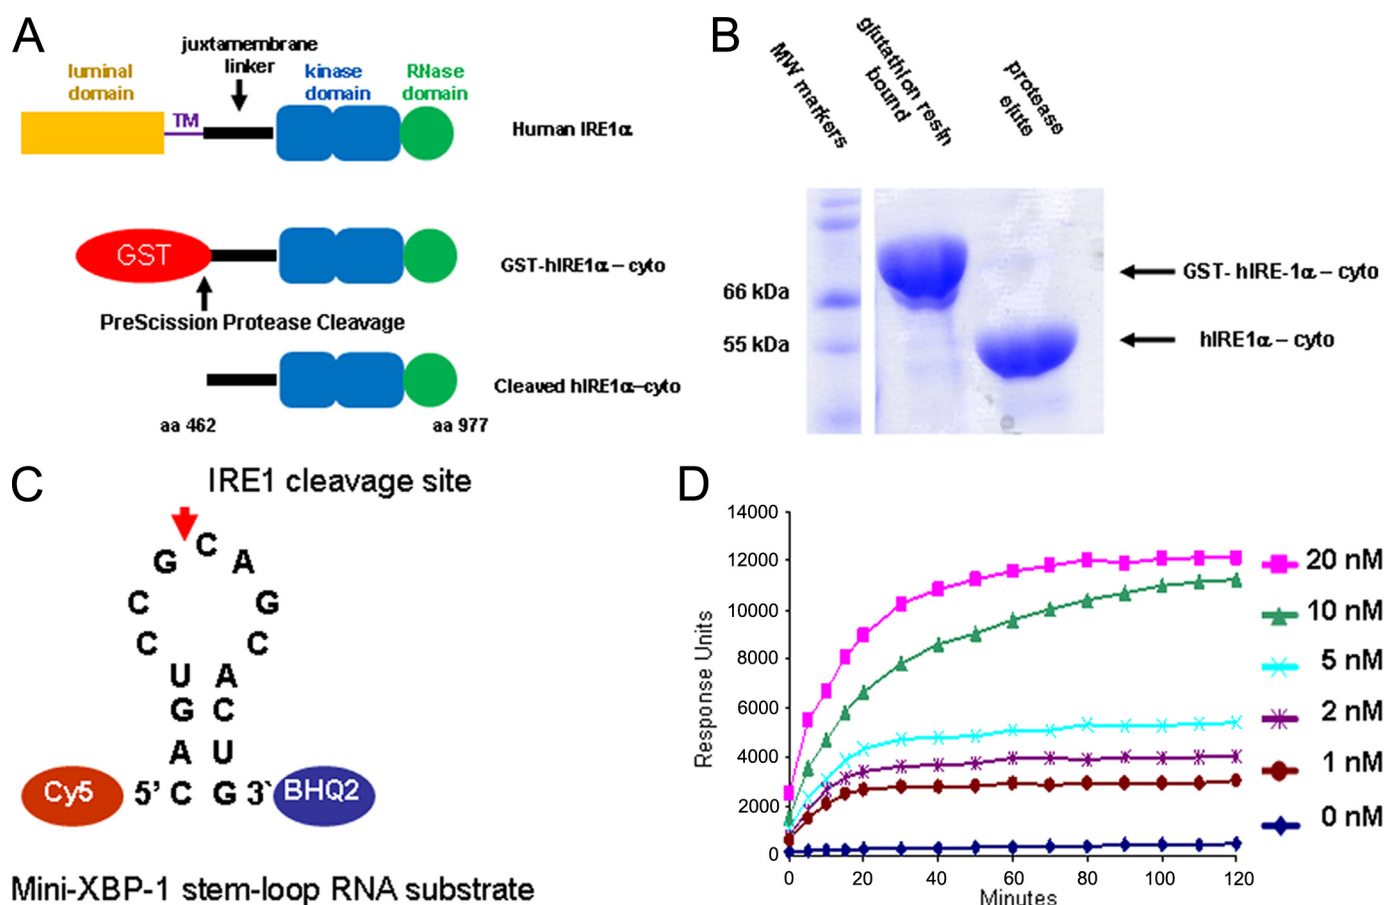 A
juxtamembrane
linker
luminal
domain
TM
kinase
domain
RNase
domain
Human IRE1α
GST
GST-hIRE1α – cyto
PreScission Protease Cleavage
Cleaved hIRE1α–cyto
aa 462
aa 977
B
MW markers
glutathion resin
bound
protease
elute
66 kDa
55 kDa
GST- hIRE-1α – cyto
hIRE1α – cyto
C
IRE1 cleavage site
G C A
C G
C C
U A
G C
A U
Cy5 5’ C G 3` BHQ2
Mini-XBP-1 stem-loop RNA substrate
D
Response Units
14000
12000
10000
8000
6000
4000
2000
0
0 20 40 60 80 100 120
Minutes
20 nM
10 nM
5 nM
2 nM
1 nM
0 nM